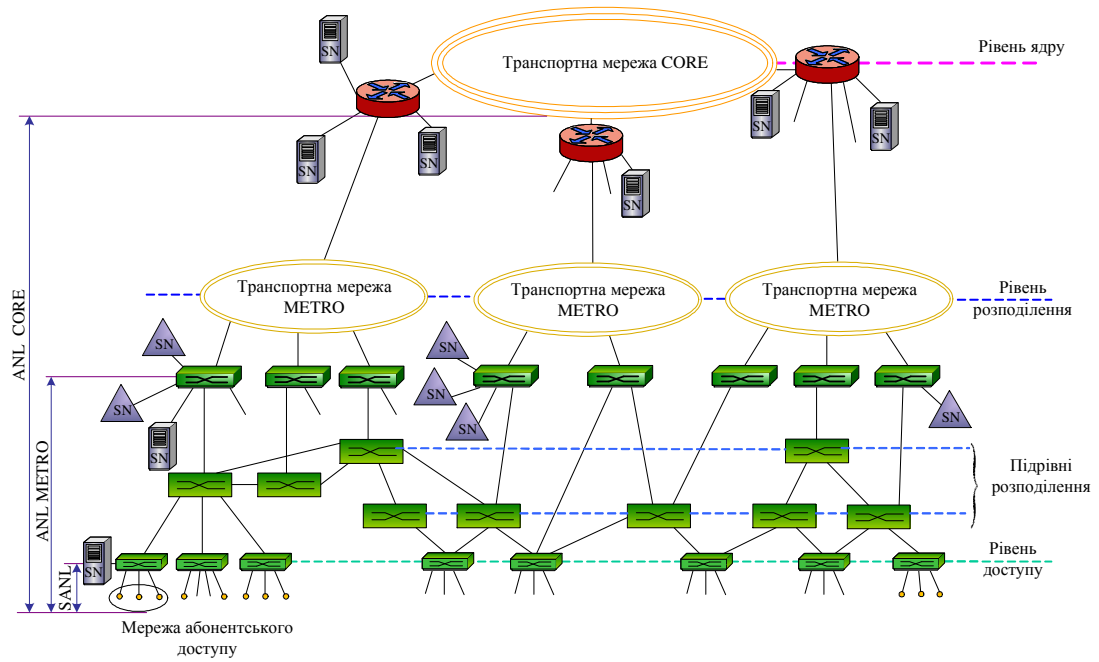 SN
Транспортна мережа CORE
Рівень ядру
SN
SN
SN
SN
SN
SN
ANL CORE
Транспортна мережа
METRO
Транспортна мережа
METRO
Транспортна мережа
METRO
Рівень
розподілення
SN
SN
SN
SN
SN
SN
SN
ANL METRO
Підрівні
розподілення
SN
SANL
Рівень
доступу
Мережа абонентського
доступу